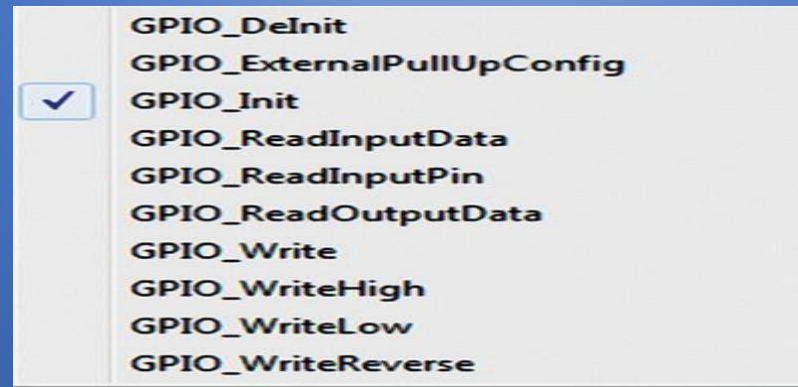 GPIO_DeInit
GPIO_ExternalPullUpConfig
GPIO_Init
GPIO_ReadInputData
GPIO_ReadInputPin
GPIO_ReadOutputData
GPIO_Write
GPIO_WriteHigh
GPIO_WriteLow
GPIO_WriteReverse